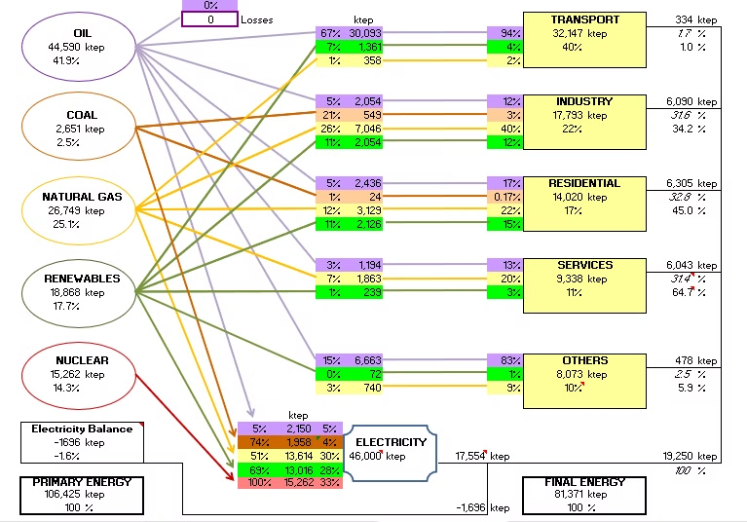 0%
0 Losses
OIL
44,590 ktep
41.9%
COAL
2,651 ktep
2.5%
NATURAL GAS
26,749 ktep
25.1%
RENEWABLES
18,868 ktep
17.7%
NUCLEAR
15,262 ktep
14.3%
Electricity Balance
-1696 ktep
-1.6%
PRIMARY ENERGY
106,425 ktep
100 %
ktep
67% 30,093 94%
7% 1,361 4%
1% 358 2%
TRANSPORT
32,147 ktep
40%
334 ktep
1.7 %
1.0 %
5% 2,054 12%
21% 549 3%
26% 7,046 40%
11% 2,054 12%
INDUSTRY
17,793 ktep
22%
6,090 ktep
31.6 %
34.2 %
5% 2,436 17%
1% 24 0.17%
12% 3,129 22%
11% 2,126 15%
RESIDENTIAL
14,020 ktep
17%
6,305 ktep
32.8 %
45.0 %
3% 1,194 13%
7% 1,863 20%
1% 239 3%
SERVICES
9,338 ktep
11%
6,043 ktep
31.4 %
64.7 %
15% 6,663 83%
0% 72 1%
3% 740 9%
OTHERS
8,073 ktep
10%
478 ktep
2.5 %
5.9 %
ktep
5% 2,150 5%
74% 1,958 4%
51% 13,614 30%
69% 13,016 28%
100% 15,262 33%
ELECTRICITY
46,000 ktep
17,554 ktep
19,250 ktep
100 %
-1,696 ktep
FINAL ENERGY
81,371 ktep
100 %